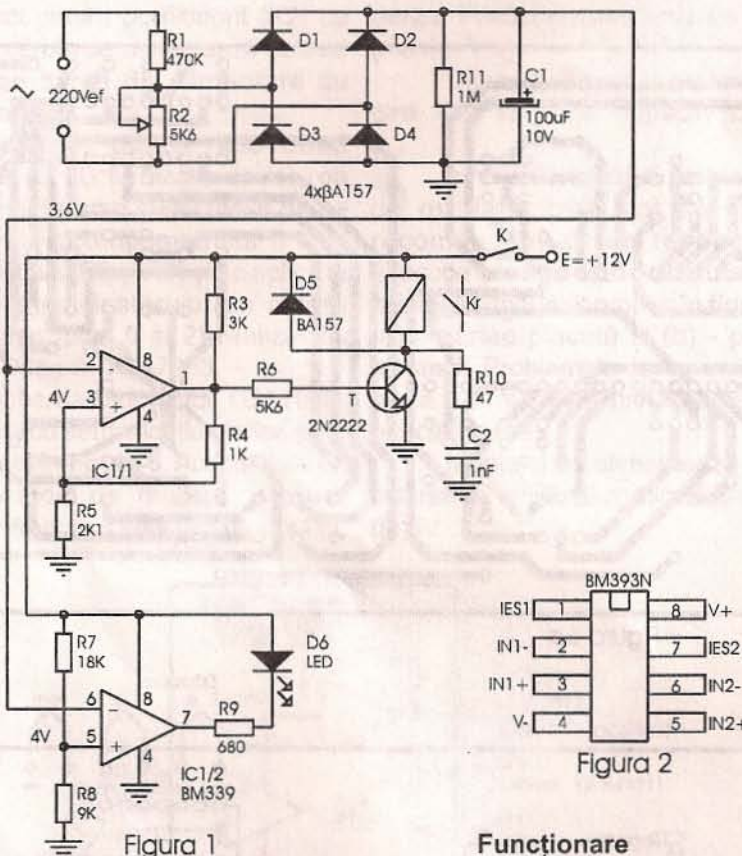 R1
470K
D1
D2
220Vef
R2
5K6
R11
1M
C1
+
100uF
10V
D3
D4
4xβA157
3,6V
K
E=+12V
R3
3K
D5
BA157
Kr
2
8
1
4V
3
4
R6
5K6
T
2N2222
R10
47
R4
1K
C2
1nF
IC1/1
R5
2K1
R7
18K
D6
LED
6
8
7
4V
5
4
R9
680
IC1/2
BM339
R8
9K
Figura 1
BM393N
IES1 1 8 V+
IN1- 2 7 IES2
IN1+ 3 6 IN2-
V- 4 5 IN2+
Figura 2
Funcționare